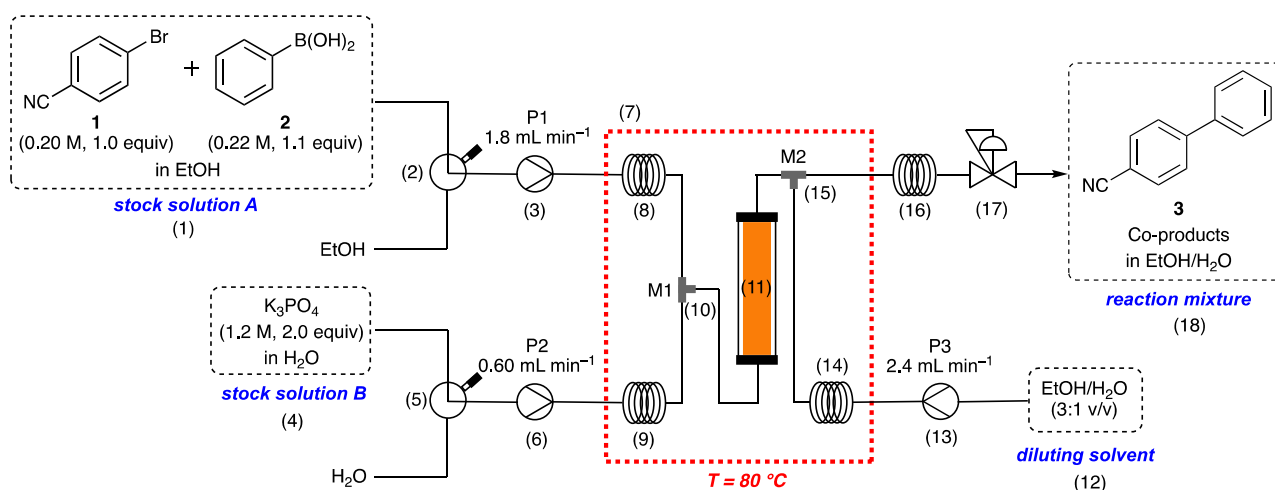 Br
NC
1
(0.20 M, 1.0 equiv)
+
B(OH)2
2
(0.22 M, 1.1 equiv)
in EtOH
stock solution A
(1)
EtOH
(2)
P1
1.8 mL min–1
(3)
K3PO4
(1.2 M, 2.0 equiv)
in H2O
stock solution B
(4)
H2O
(5)
P2
0.60 mL min–1
(6)
(7)
(8)
(9)
M1
(10)
(11)
M2
(15)
(14)
T = 80 °C
P3
2.4 mL min–1
(13)
EtOH/H2O
(3:1 v/v)
diluting solvent
(12)
(16)
(17)
NC
3
Co-products
in EtOH/H2O
reaction mixture
(18)